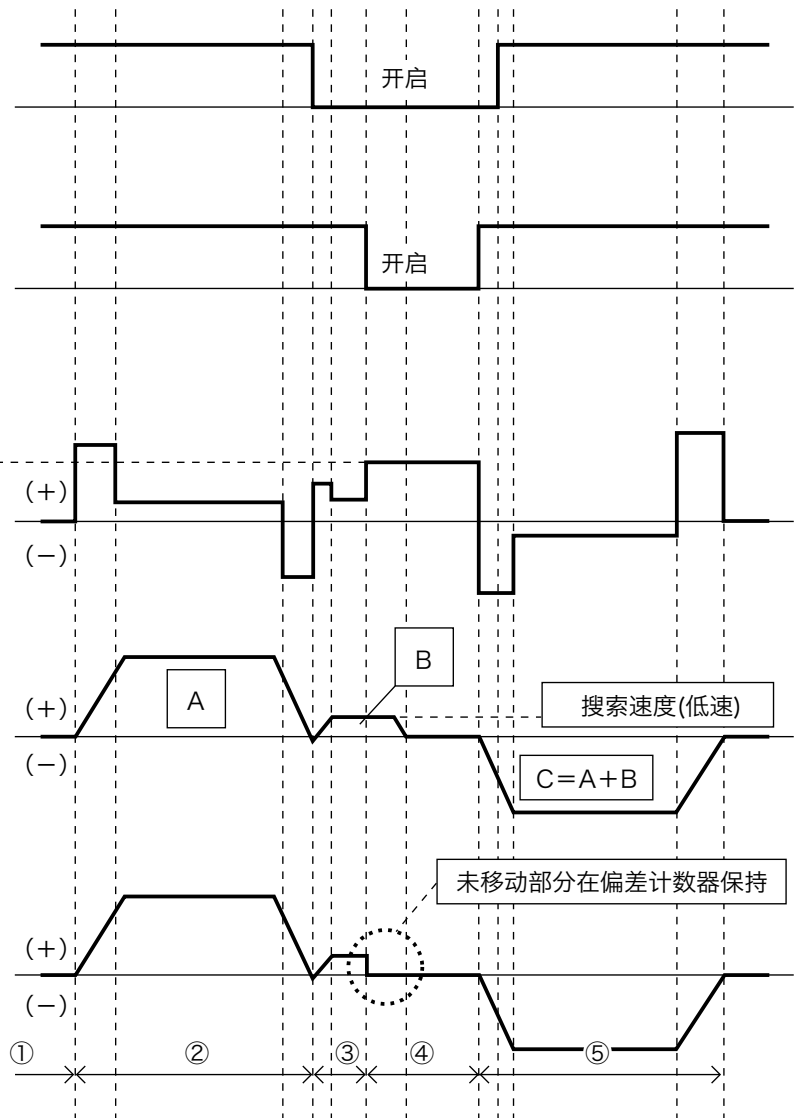 开启
开启
(+)
(−)
B
A
搜索速度(低速)
(+)
(−)
C=A+B
未移动部分在偏差计数器保持
(+)
(−)
① ② ③ ④ ⑤